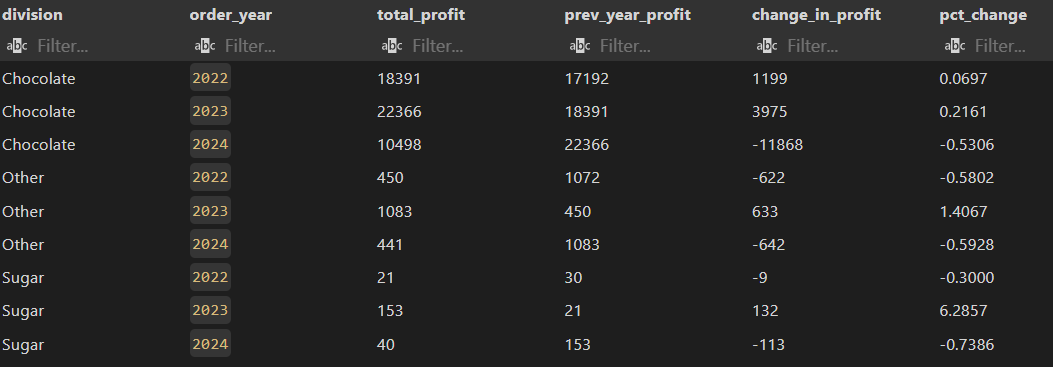 division order_year total_profit prev_year_profit change_in_profit pct_change
abc Filter... abc Filter... abc Filter... abc Filter... abc Filter... abc Filter...
Chocolate 2022 18391 17192 1199 0.0697
Chocolate 2023 22366 18391 3975 0.2161
Chocolate 2024 10498 22366 -11868 -0.5306
Other 2022 450 1072 -622 -0.5802
Other 2023 1083 450 633 1.4067
Other 2024 441 1083 -642 -0.5928
Sugar 2022 21 30 -9 -0.3000
Sugar 2023 153 21 132 6.2857
Sugar 2024 40 153 -113 -0.7386